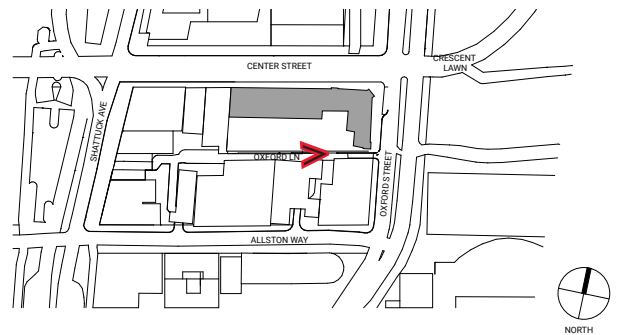 CENTER STREET
CRESCENT
LAWN
SHATTUCK AVE
OXFORD LN
OXFORD STREET
ALLSTON WAY
NORTH